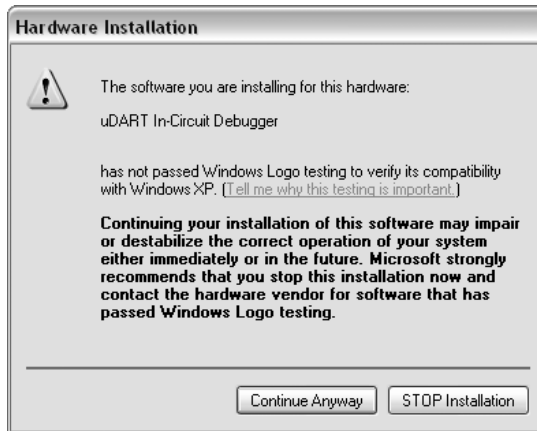 Hardware Installation
The software you are installing for this hardware:
uDART In-Circuit Debugger
has not passed Windows Logo testing to verify its compatibility
with Windows XP. (Tell me why this testing is important.)
Continuing your installation of this software may impair
or destabilize the correct operation of your system
either immediately or in the future. Microsoft strongly
recommends that you stop this installation now and
contact the hardware vendor for software that has
passed Windows Logo testing.
Continue Anyway
STOP Installation